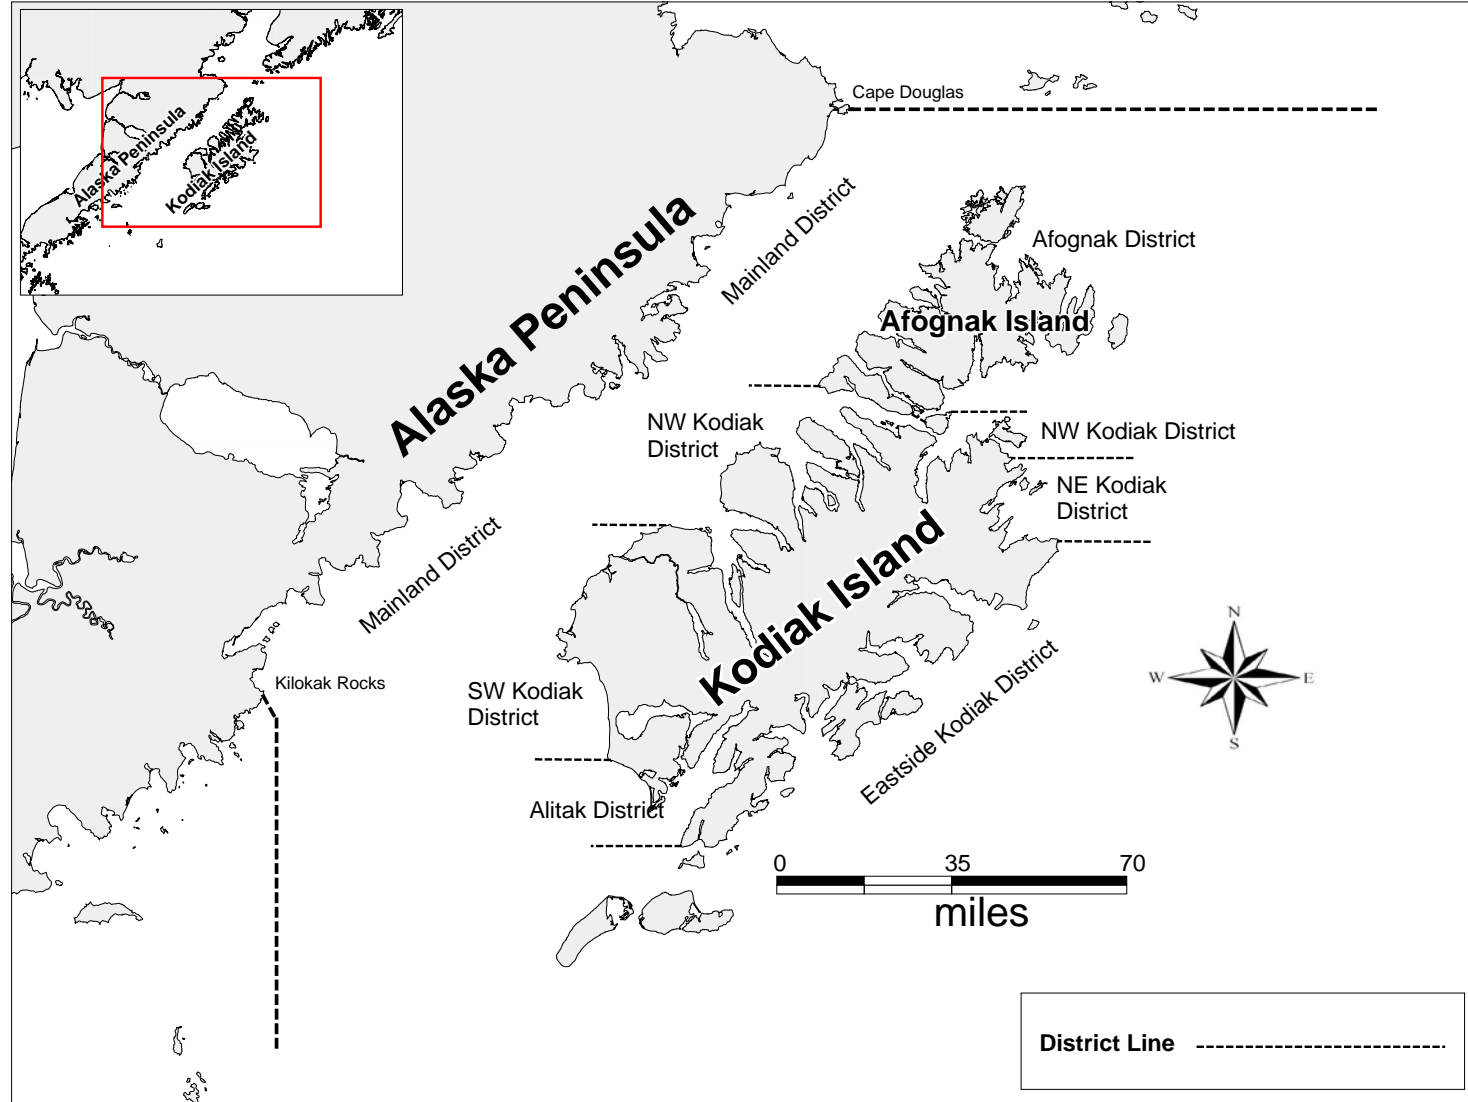 Alaska Peninsula
Kodiak Island
Cape Douglas
Mainland District
Afognak District
Alaska Peninsula
Afognak Island
NW Kodiak
District
NW Kodiak District
NE Kodiak
District
Mainland District
Kodiak Island
N
W
E
S
Kilokak Rocks
SW Kodiak
District
Eastside Kodiak District
Alitak District
0 35 70
miles
District Line